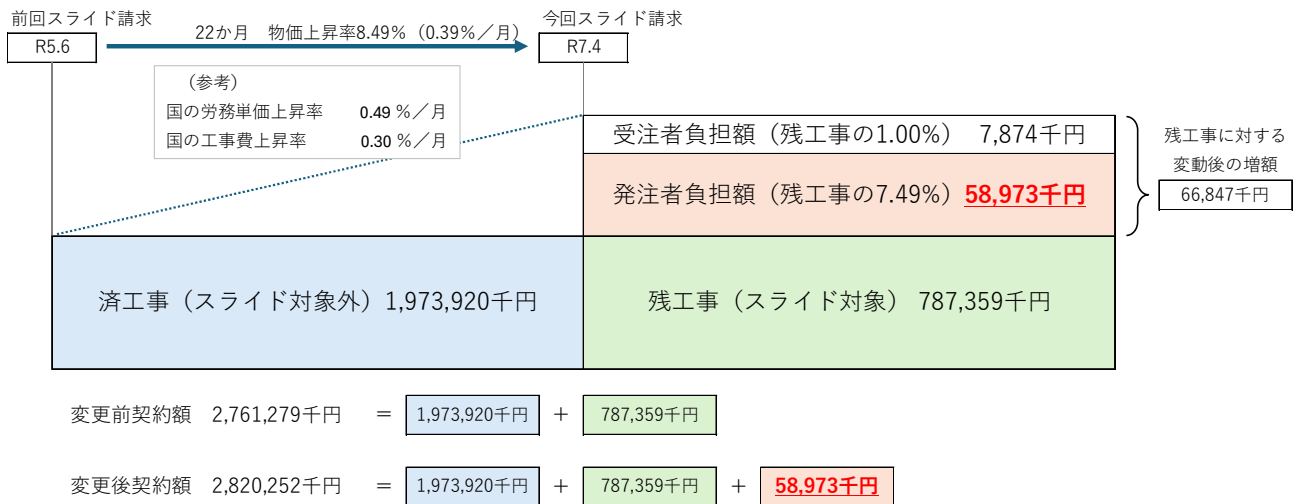 前回スライド請求
R5.6
22か月　物価上昇率8.49%（0.39%／月）
今回スライド請求
R7.4
（参考）
国の労務単価上昇率　0.49 %／月
国の工事費上昇率　0.30 %／月
受注者負担額（残工事の1.00%）　7,874千円
発注者負担額（残工事の7.49%）58,973千円
残工事に対する
変動後の増額
66,847千円
済工事（スライド対象外）1,973,920千円
残工事（スライド対象）　787,359千円
変更前契約額　2,761,279千円　＝　1,973,920千円　＋　787,359千円
変更後契約額　2,820,252千円　＝　1,973,920千円　＋　787,359千円　＋　58,973千円